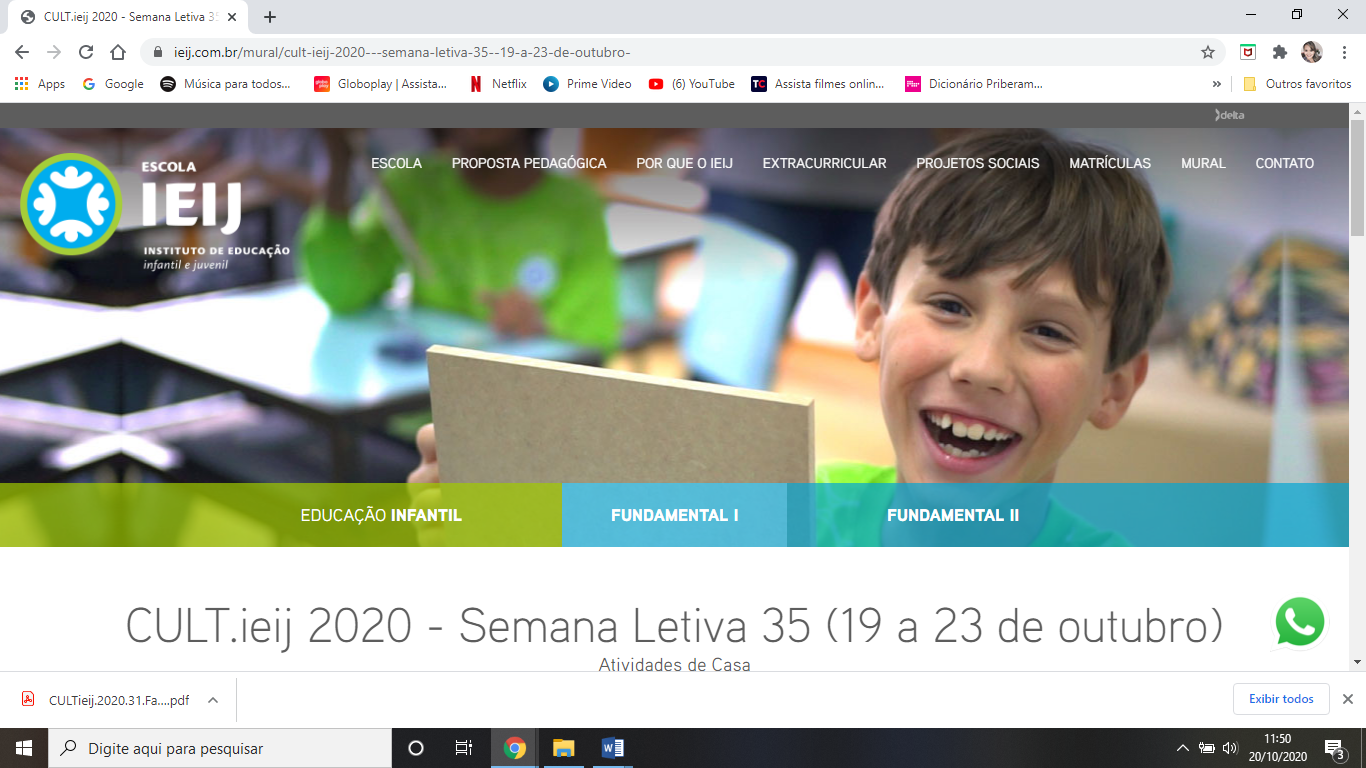 CULT.ieij 2020 - Semana Letiva 35
ieij.com.br/mural/cult-ieij-2020---semana-letiva-35--19-a-23-de-outubro-
Apps Google Música para todos... Globoplay | Assista... Netflix Prime Video (6) YouTube Assista filmes onlin... Dicionário Priberam... » Outros favoritos
delta
ESCOLA PROPOSTA PEDAGÓGICA POR QUE O IEIJ EXTRACURRICULAR PROJETOS SOCIAIS MATRÍCULAS MURAL CONTATO
ESCOLA
IEIJ
INSTITUTO DE EDUCAÇÃO
infantil e juvenil
EDUCAÇÃO INFANTIL FUNDAMENTAL I FUNDAMENTAL II
CULT.ieij 2020 - Semana Letiva 35 (19 a 23 de outubro)
Atividades de Casa
CULTieij.2020.31.Fa....pdf Exibir todos
Digite aqui para pesquisar
11:50
20/10/2020
3